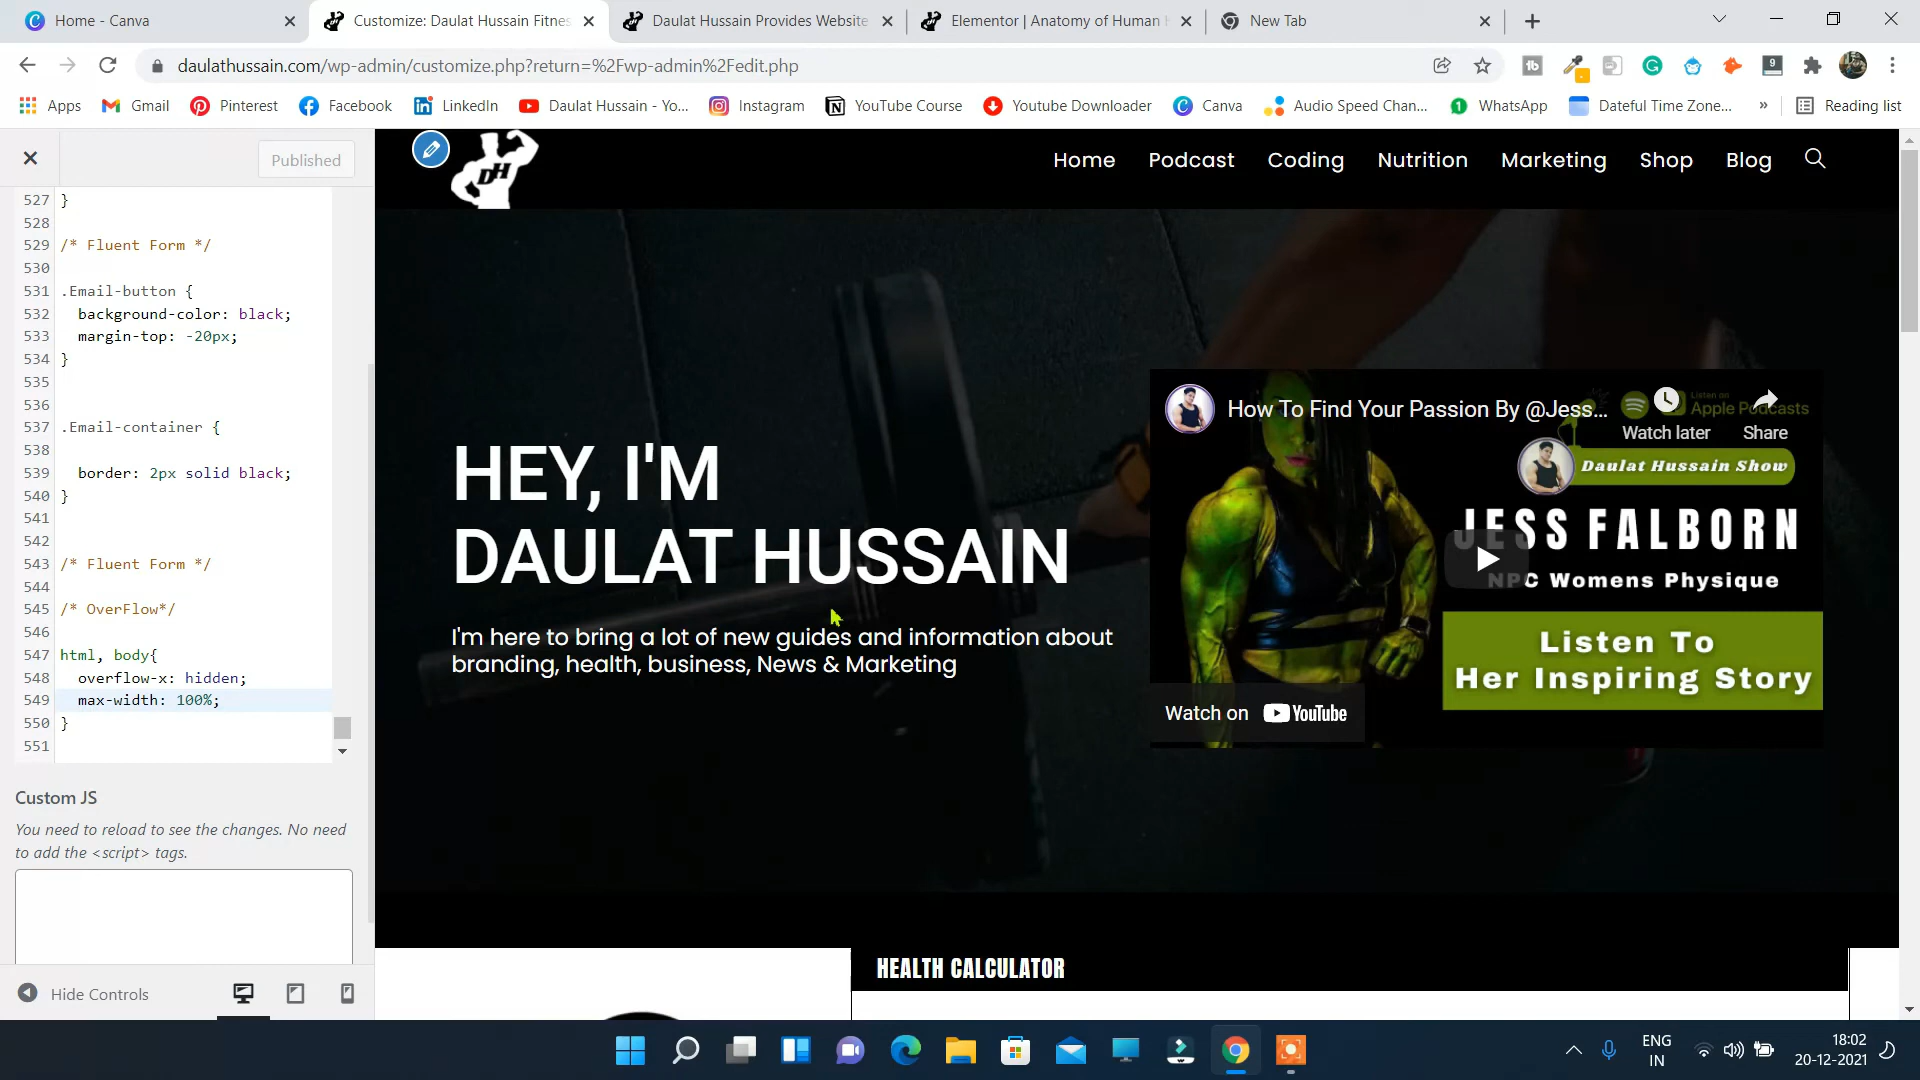 Home - Canva
Customize: Daulat Hussain Fitnes
Daulat Hussain Provides Website
Elementor | Anatomy of Human
New Tab
daulathussain.com/wp-admin/customize.php?return=%2Fwp-admin%2Fedit.php
9
Apps
Gmail
Pinterest
Facebook
LinkedIn
Daulat Hussain - Yo...
Instagram
YouTube Course
Youtube Downloader
Canva
Audio Speed Chan...
1
WhatsApp
Dateful Time Zone...
»
Reading list
Published
527 }
528
529 /* Fluent Form */
530
531 .Email-button {
532 background-color: black;
533 margin-top: -20px;
534 }
535
536
537 .Email-container {
538
539 border: 2px solid black;
540 }
541
542
543 /* Fluent Form */
544
545 /* OverFlow*/
546
547 html, body{
548 overflow-x: hidden;
549 max-width: 100%;
550 }
551
Custom JS
You need to reload to see the changes. No need
to add the <script> tags.
Hide Controls
DH
Home
Podcast
Coding
Nutrition
Marketing
Shop
Blog
HEY, I'M
DAULAT HUSSAIN
I'm here to bring a lot of new guides and information about
branding, health, business, News & Marketing
How To Find Your Passion By @Jess...
Listen on
Apple Podcasts
Watch later
Share
Daulat Hussain Show
JESS FALBORN
NPC Womens Physique
Listen To
Her Inspiring Story
Watch on YouTube
HEALTH CALCULATOR
ENG
IN
18:02
20-12-2021